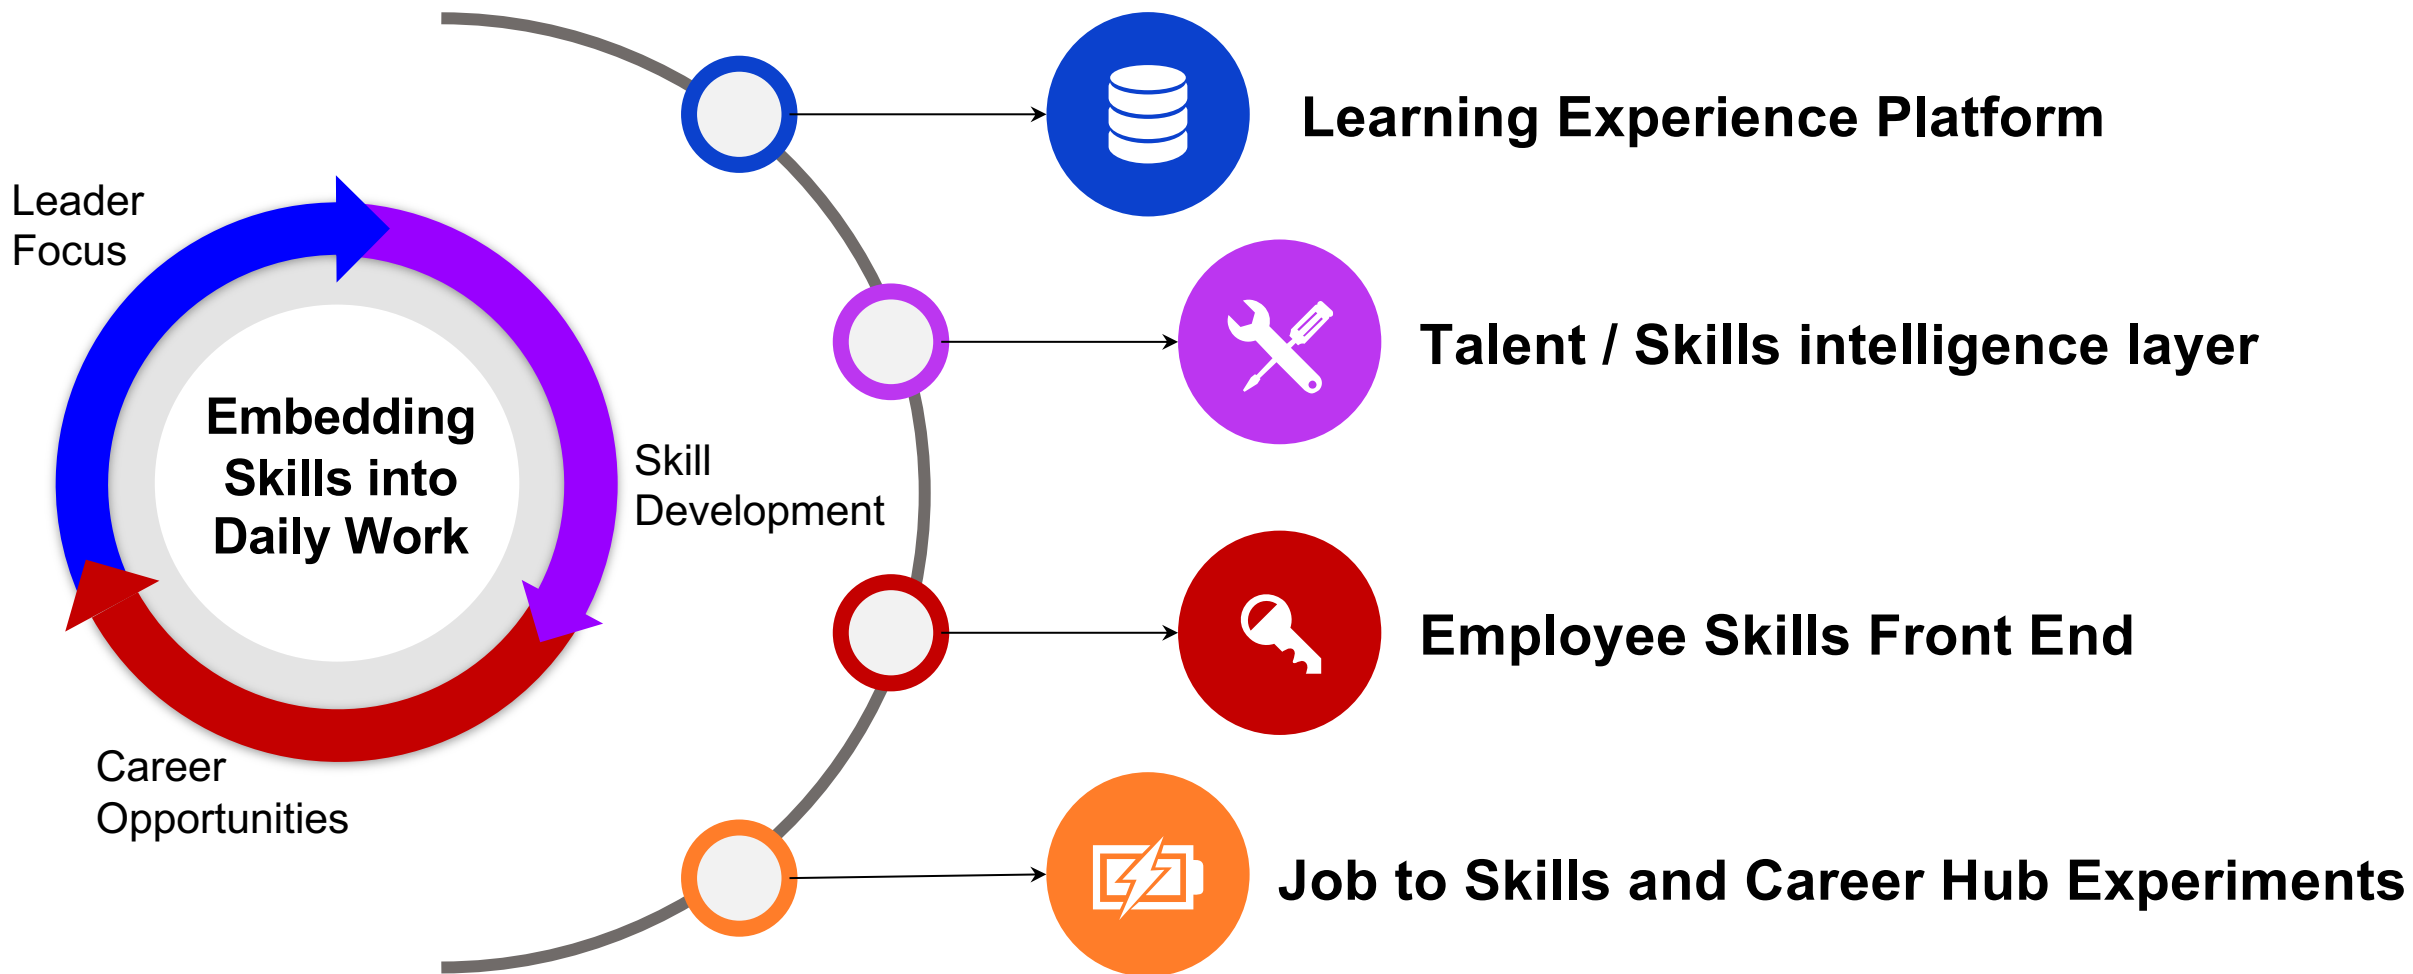 Leader
Focus
Embedding
Skills into
Daily Work
Skill
Development
Career
Opportunities
Learning Experience Platform
Talent / Skills intelligence layer
Employee Skills Front End
Job to Skills and Career Hub Experiments